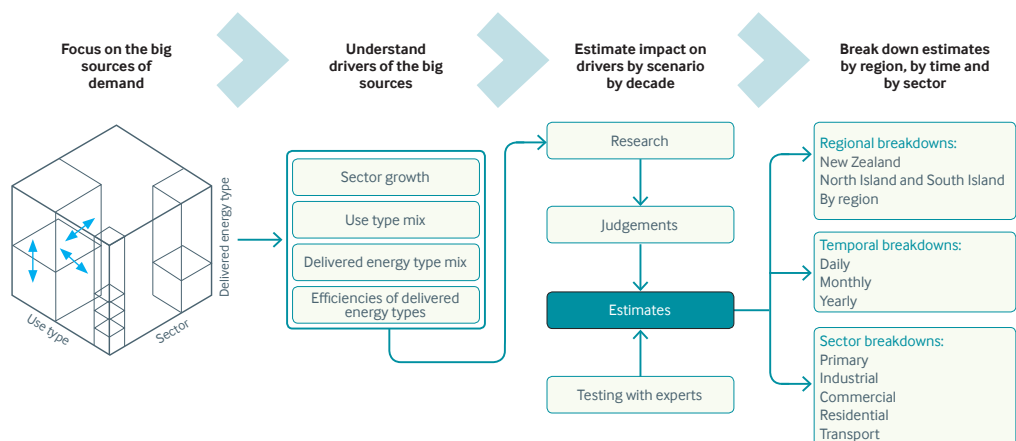 Focus on the big
sources of
demand
Understand
drivers of the big
sources
Estimate impact on
drivers by scenario
by decade
Break down estimates
by region, by time and
by sector
Use type
Sector
Delivered energy type
Sector growth
Use type mix
Delivered energy type mix
Efficiencies of delivered
energy types
Research
Judgements
Estimates
Testing with experts
Regional breakdowns:
New Zealand
North Island and South Island
By region
Temporal breakdowns:
Daily
Monthly
Yearly
Sector breakdowns:
Primary
Industrial
Commercial
Residential
Transport